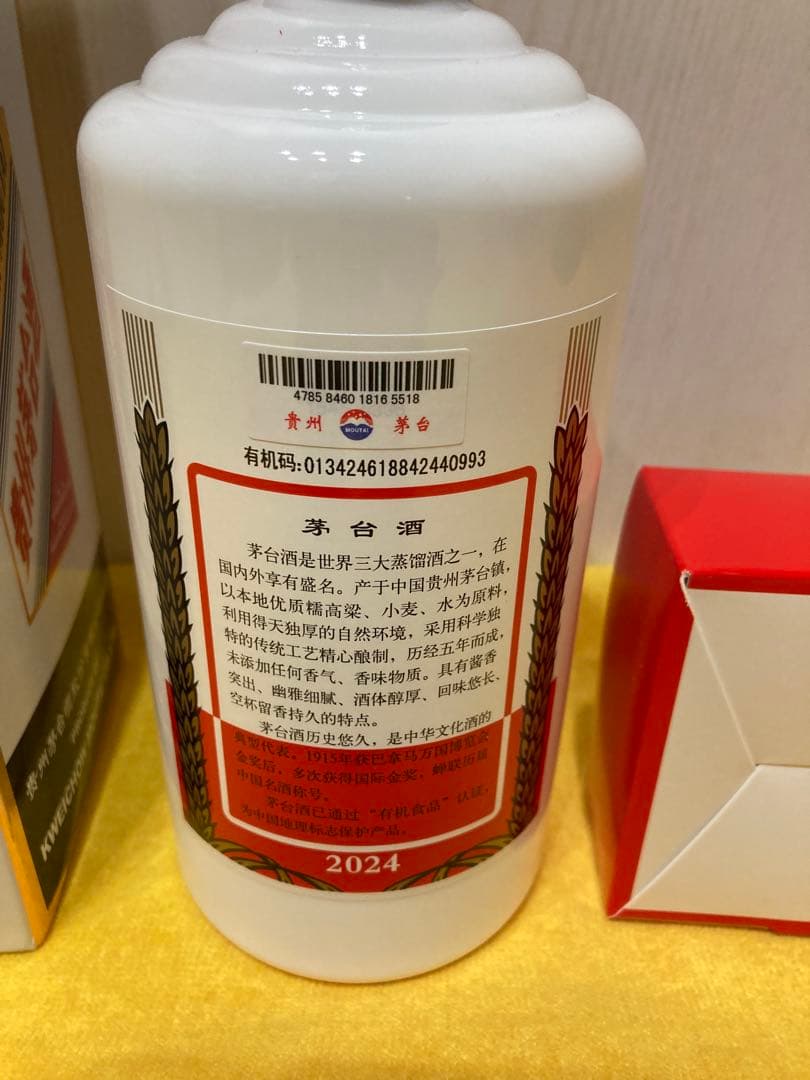 4785 8460 1816 5518
贵州 MOUTAI 茅台
有机码:013424618842440993
茅台酒
茅台酒是世界三大蒸馏酒之一，在
国内外享有盛名。产于中国贵州茅台镇，
以本地优质糯高粱、小麦、水为原料，
利用得天独厚的自然环境，采用科学独
特的传统工艺精心酿制，历经五年而成，
未添加任何香气、香味物质。具有酱香
突出、幽雅细腻、酒体醇厚、回味悠长、
空杯留香持久的特点。
茅台酒历史悠久，是中华文化酒的
典型代表。1915年获巴拿马万国博览会
金奖后，多次获得国际金奖，蝉联历届
中国名酒称号。
茅台酒已通过“有机食品”认证，
为中国地理标志保护产品。
2024
KWEICHO